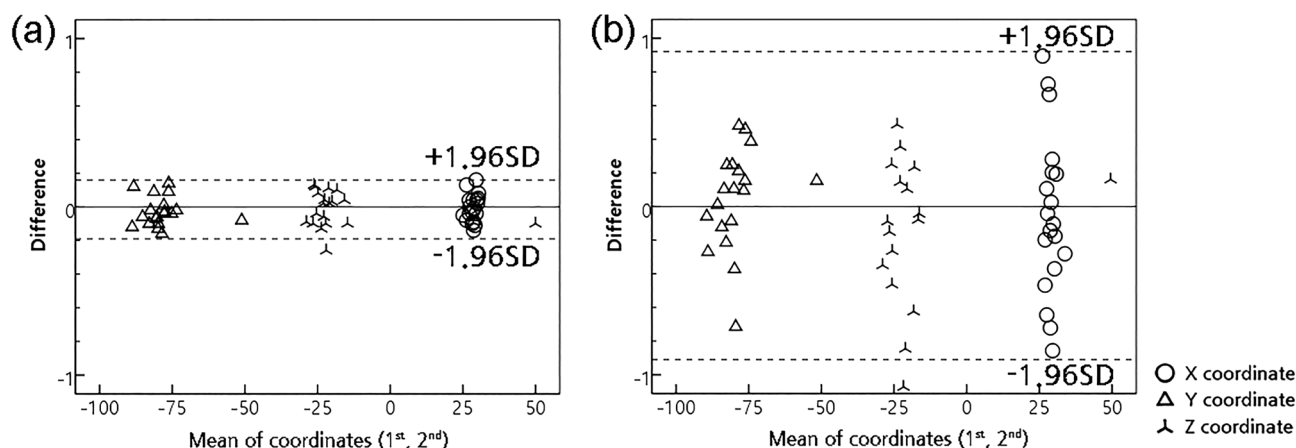 (a)
1
0
-1
Difference
+1.96SD
-1.96SD
-100 -75 -50 -25 0 25 50
Mean of coordinates (1st, 2nd)
(b)
1
0
-1
Difference
+1.96SD
-1.96SD
-100 -75 -50 -25 0 25 50
Mean of coordinates (1st, 2nd)
X coordinate
Y coordinate
Z coordinate